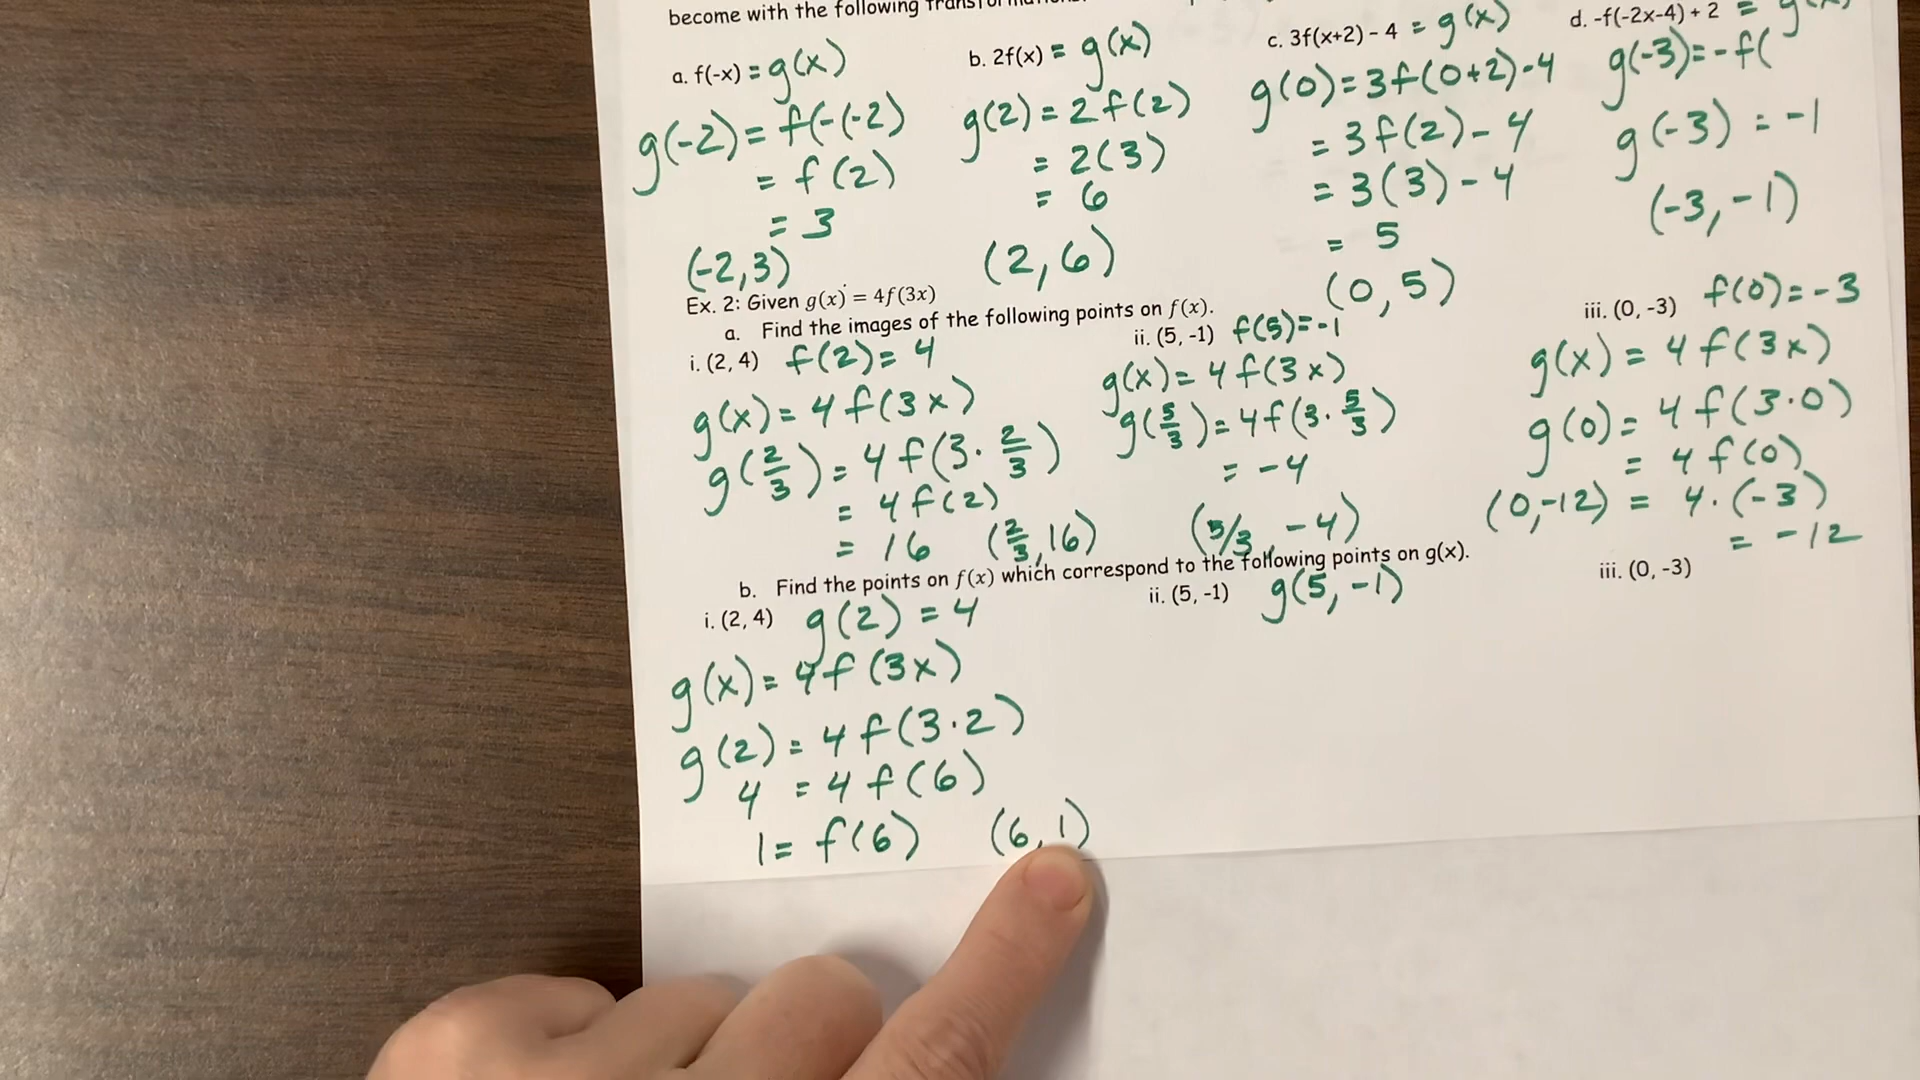 become with the following transformations.
a. f(-x) = g(x)
g(-2) = f(-(-2)
= f(2)
= 3
(-2,3)
b. 2f(x) = g(x)
g(2) = 2f(2)
= 2(3)
= 6
(2,6)
c. 3f(x+2) - 4 = g(x)
g(0) = 3f(0+2)-4
= 3f(2) - 4
= 3(3) - 4
= 5
(0,5)
d. -f(-2x-4) + 2 = g(x)
g(-3) = -f(
g(-3) = -1
(-3,-1)
Ex. 2: Given g(x) = 4f(3x)
a. Find the images of the following points on f(x).
i. (2, 4) f(2) = 4
g(x) = 4f(3x)
g(2/3) = 4f(3·2/3)
= 4f(2)
= 16 (2/3,16)
ii. (5, -1) f(5)=-1
g(x) = 4f(3x)
g(5/3) = 4f(3·5/3)
= -4
(5/3, -4)
iii. (0, -3) f(0)=-3
g(x) = 4f(3x)
g(0) = 4f(3·0)
= 4f(0)
(0,-12) = 4·(-3)
= -12
b. Find the points on f(x) which correspond to the following points on g(x).
i. (2, 4) g(2) = 4
g(x) = 4f(3x)
g(2) = 4f(3·2)
4 = 4f(6)
1 = f(6) (6,1)
ii. (5, -1) g(5,-1)
iii. (0, -3)